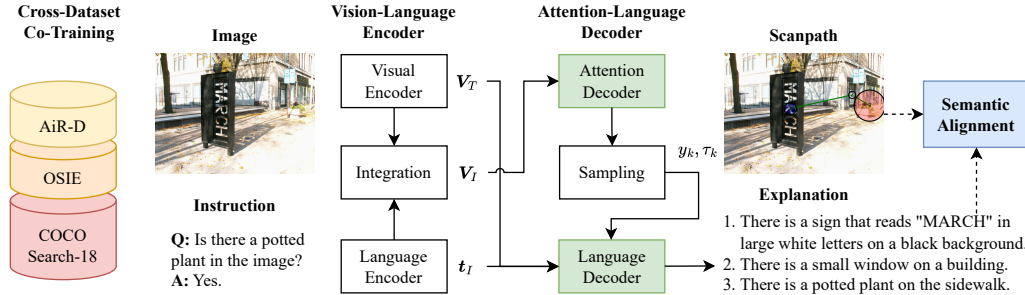 Cross-Dataset
Co-Training
AiR-D
OSIE
COCO
Search-18
Image
MARCH
Instruction
Q: Is there a potted
plant in the image?
A: Yes.
Vision-Language
Encoder
Visual
Encoder
Integration
Language
Encoder
V_T
V_I
t_I
Attention-Language
Decoder
Attention
Decoder
Sampling
y_k, τ_k
Language
Decoder
Scanpath
MARCH
Explanation
1. There is a sign that reads "MARCH" in
large white letters on a black background.
2. There is a small window on a building.
3. There is a potted plant on the sidewalk.
Semantic
Alignment